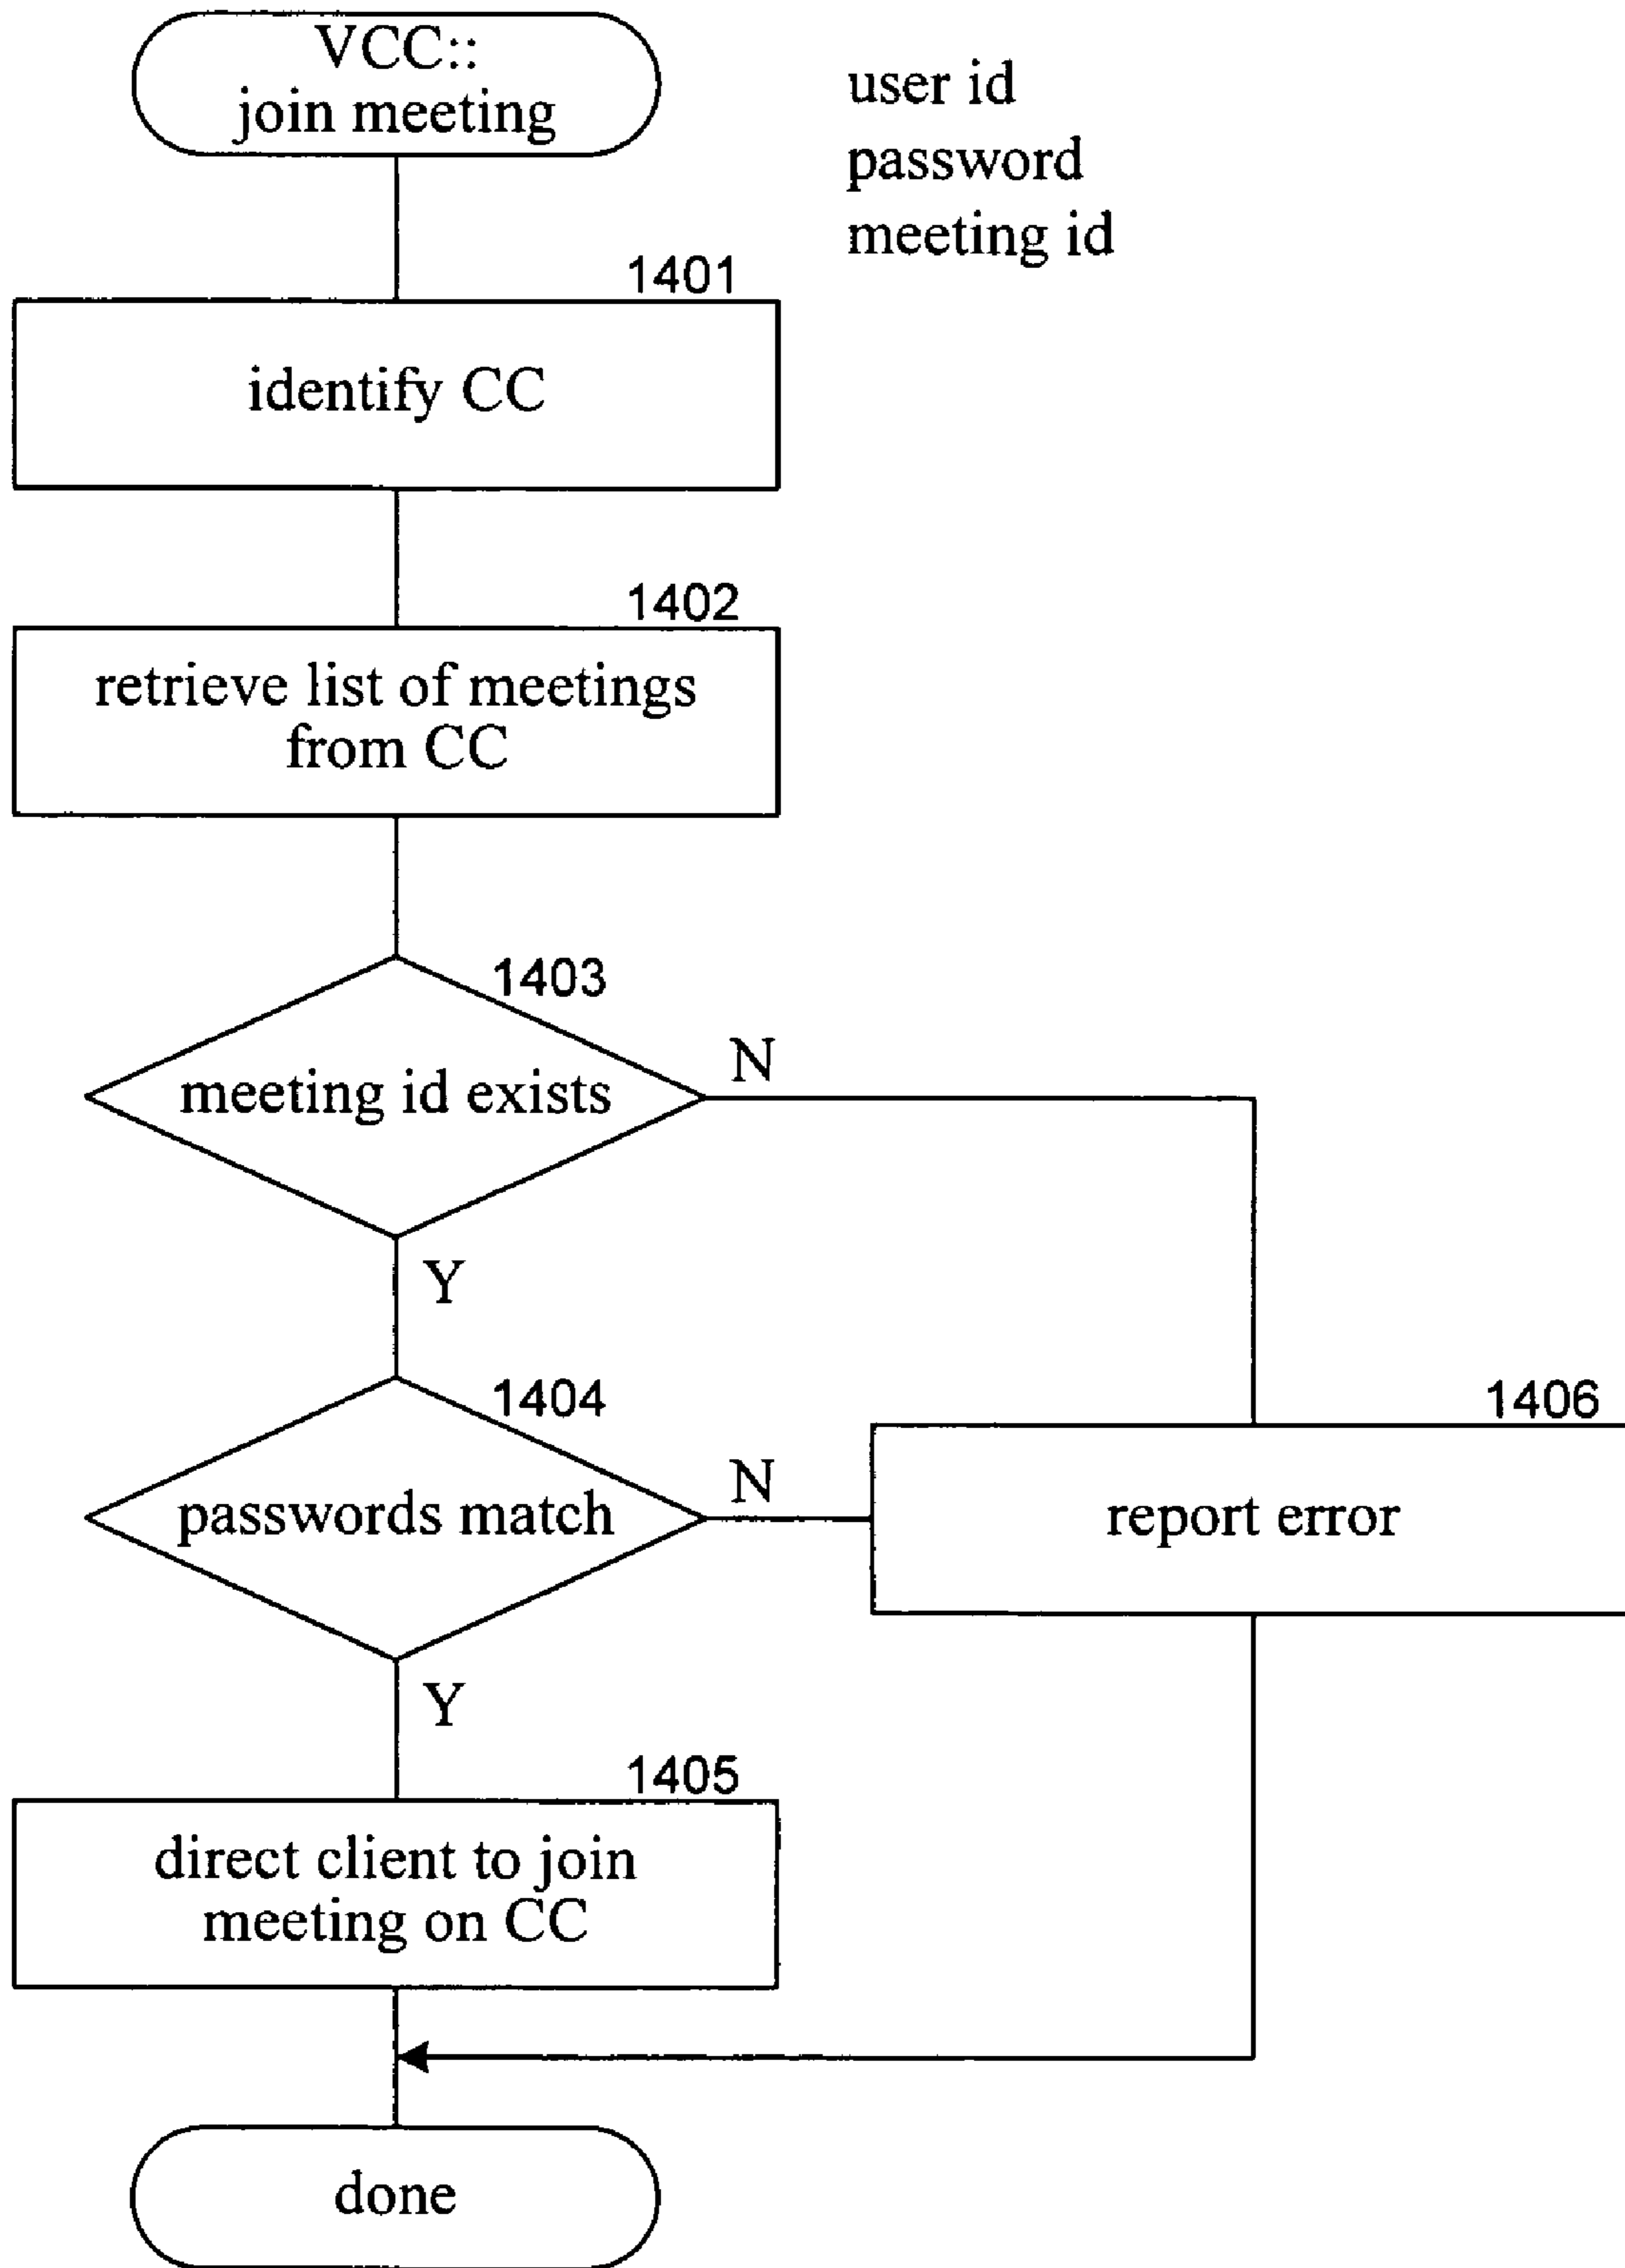 VCC::
join meeting
user id
password
meeting id
1401
identify CC
1402
retrieve list of meetings
from CC
1403
meeting id exists
N
Y
1404
passwords match
N
1406
report error
Y
1405
direct client to join
meeting on CC
done